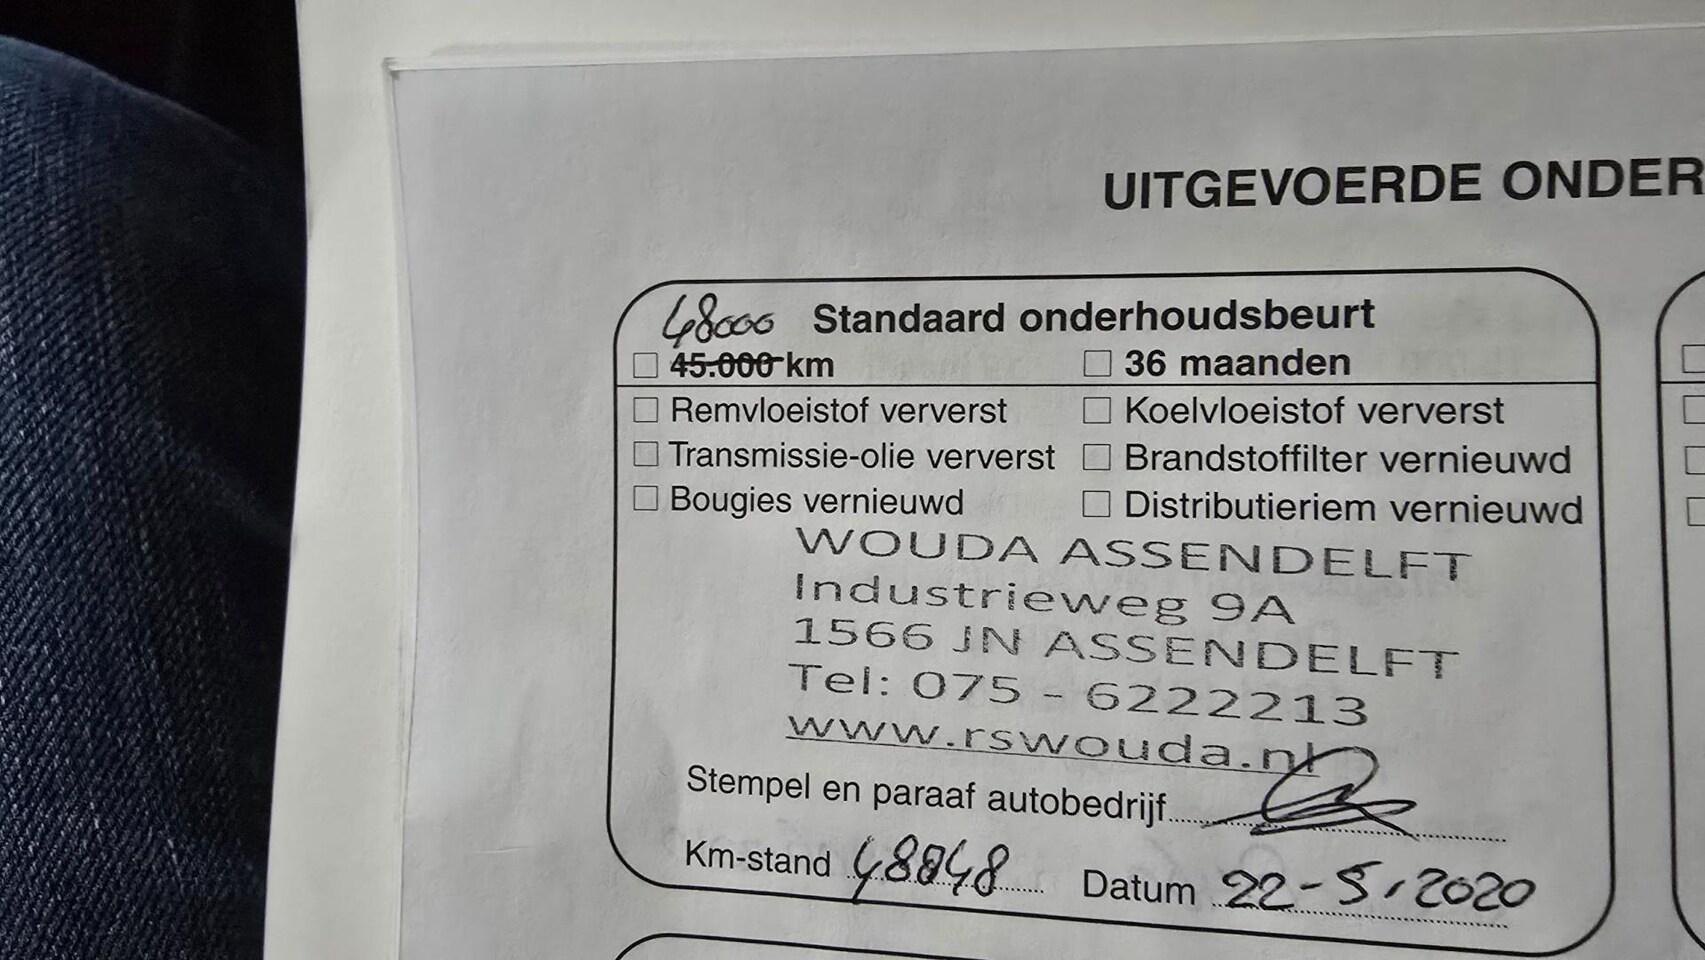 UITGEVOERDE ONDER
48000 Standaard onderhoudsbeurt
☐ 45.000 km ☐ 36 maanden
☐ Remvloeistof ververst ☐ Koelvloeistof ververst
☐ Transmissie-olie ververst ☐ Brandstoffilter vernieuwd
☐ Bougies vernieuwd ☐ Distributieriem vernieuwd
WOUDA ASSENDELFT
Industrieweg 9A
1566 JN ASSENDELFT
Tel: 075 - 6222213
www.rswouda.nl
Stempel en paraaf autobedrijf
Km-stand 48848 Datum 22-5-2020